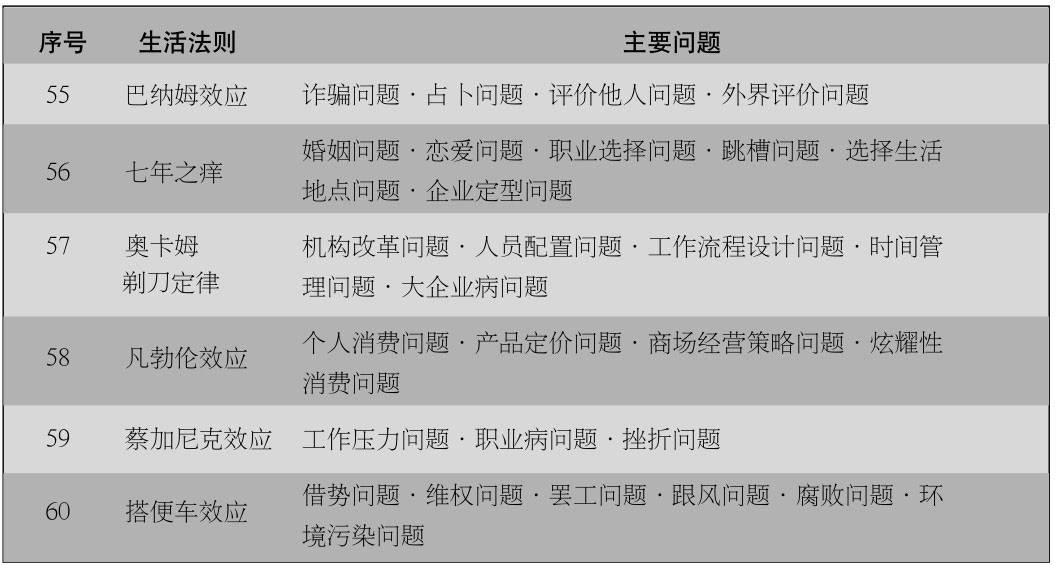 序号 生活法则 主要问题
55 巴纳姆效应 诈骗问题·占卜问题·评价他人问题·外界评价问题
56 七年之痒 婚姻问题·恋爱问题·职业选择问题·跳槽问题·选择生活
地点问题·企业定型问题
57 奥卡姆 机构改革问题·人员配置问题·工作流程设计问题·时间管
剃刀定律 理问题·大企业病问题
58 凡勃伦效应 个人消费问题·产品定价问题·商场经营策略问题·炫耀性
消费问题
59 蔡加尼克效应 工作压力问题·职业病问题·挫折问题
60 搭便车效应 借势问题·维权问题·罢工问题·跟风问题·腐败问题·环
境污染问题